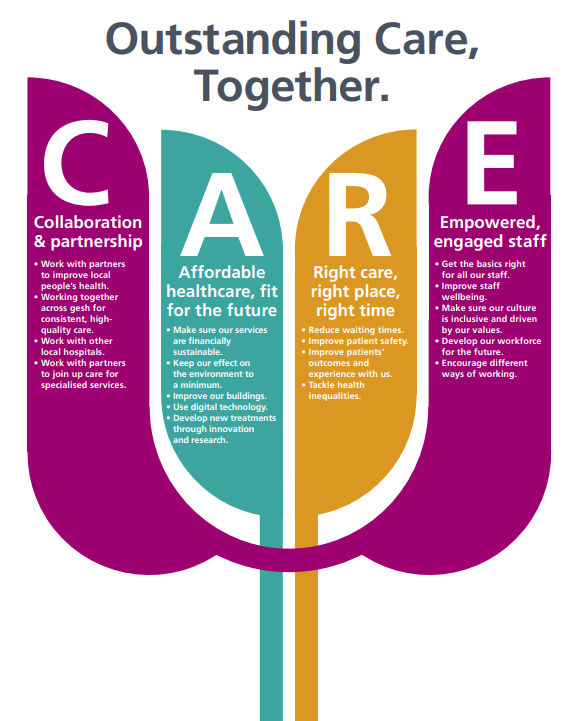 Outstanding Care,
Together.
C
Collaboration
& partnership
• Work with partners
to improve local
people's health.
• Working together
across gesh for
consistent, high-
quality care.
• Work with other
local hospitals.
• Work with partners
to join up care for
specialised services.
A
Affordable
healthcare, fit
for the future
• Make sure our services
are financially
sustainable.
• Keep our effect on
the environment to
a minimum.
• Improve our buildings.
• Use digital technology.
• Develop new treatments
through innovation
and research.
R
Right care,
right place,
right time
• Reduce waiting times.
• Improve patient safety.
• Improve patients'
outcomes and
experience with us.
• Tackle health
inequalities.
E
Empowered,
engaged staff
• Get the basics right
for all our staff.
• Improve staff
wellbeing.
• Make sure our culture
is inclusive and driven
by our values.
• Develop our workforce
for the future.
• Encourage different
ways of working.